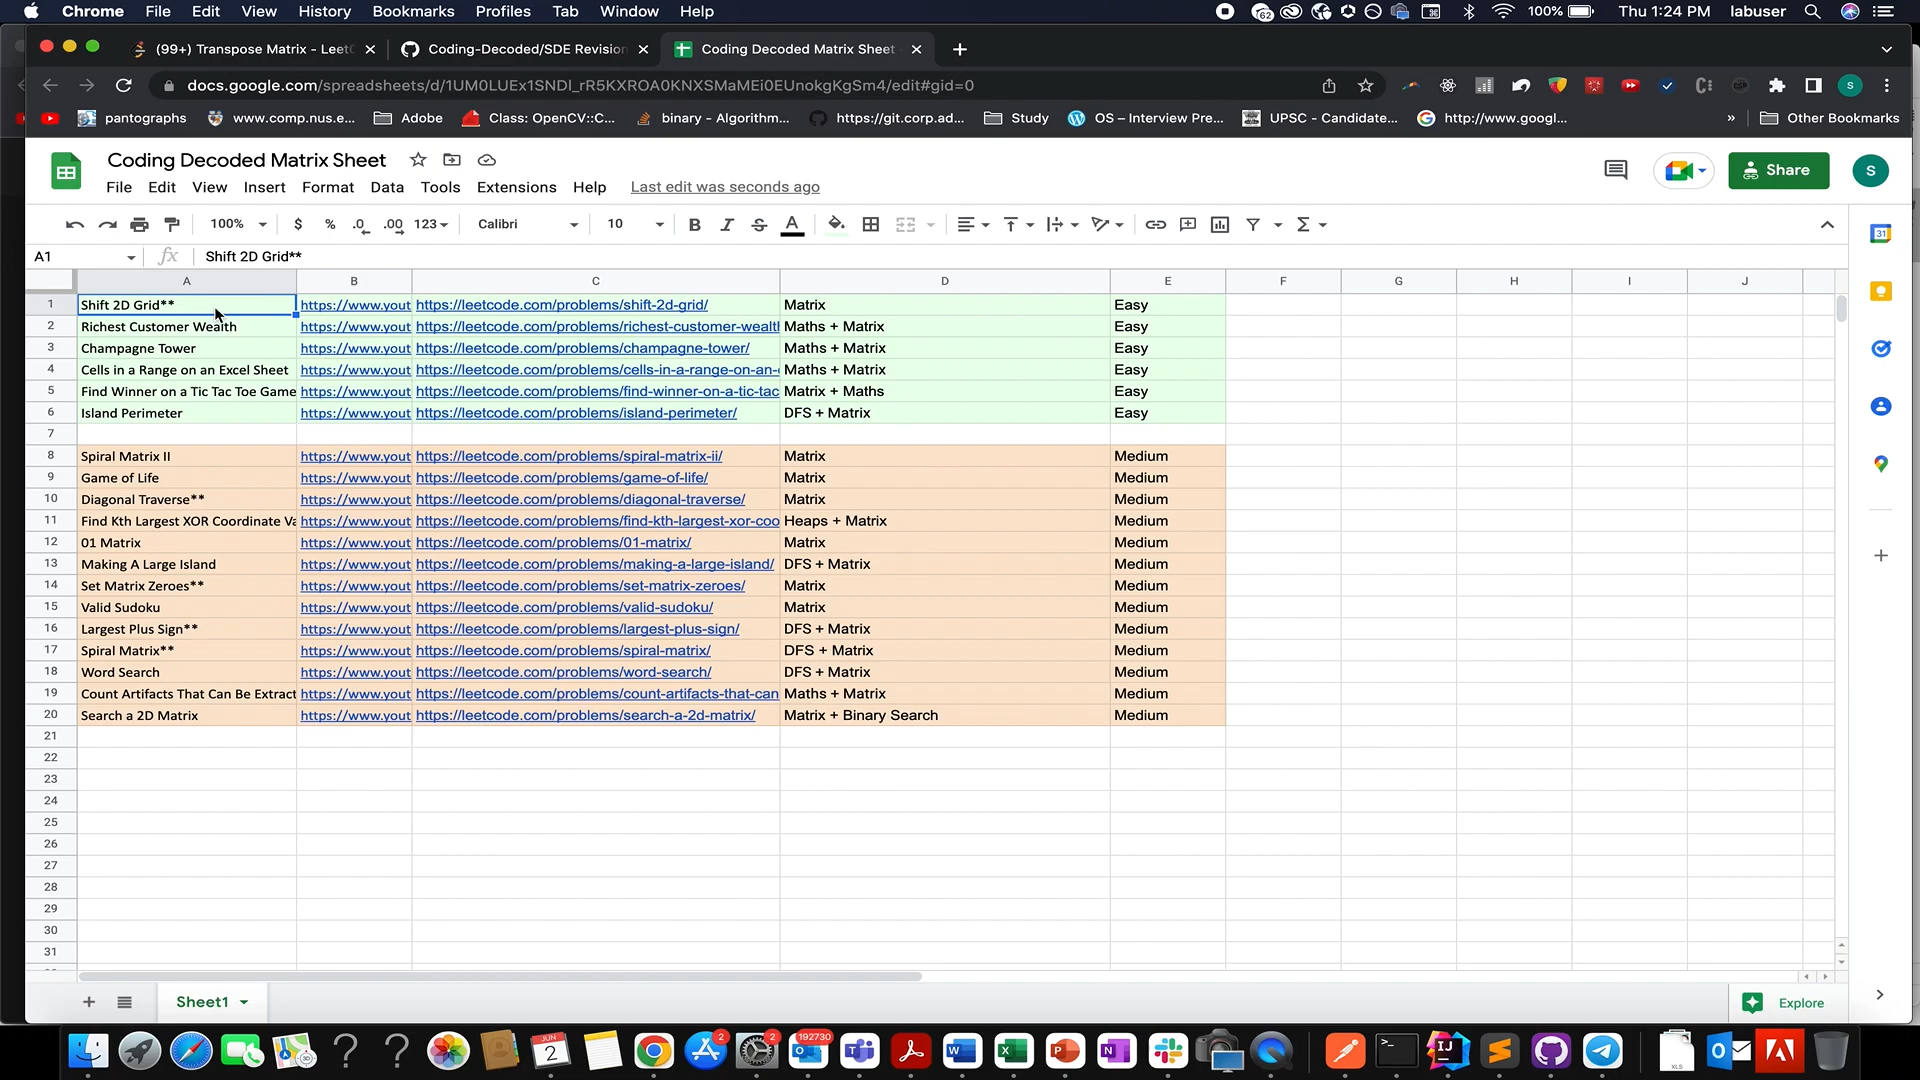 Chrome File Edit View History Bookmarks Profiles Tab Window Help 62 100% Thu 1:24 PM labuser
(99+) Transpose Matrix - Leet Coding-Decoded/SDE Revision Coding Decoded Matrix Sheet
docs.google.com/spreadsheets/d/1UM0LUEx1SNDl_rR5KXROA0KNXSMaMEi0EUnokgKgSm4/edit#gid=0 S
pantographs www.comp.nus.e... Adobe Class: OpenCV::C... binary - Algorithm... https://git.corp.ad... Study OS – Interview Pre... UPSC - Candidate... http://www.googl... » Other Bookmarks
Coding Decoded Matrix Sheet Share S
File Edit View Insert Format Data Tools Extensions Help Last edit was seconds ago
100% $ % .0 .00 123 Calibri 10 B I S A
A1 fx Shift 2D Grid**
A B C D E F G H I J
1 Shift 2D Grid** https://www.yout https://leetcode.com/problems/shift-2d-grid/ Matrix Easy
2 Richest Customer Wealth https://www.yout https://leetcode.com/problems/richest-customer-wealt Maths + Matrix Easy
3 Champagne Tower https://www.yout https://leetcode.com/problems/champagne-tower/ Maths + Matrix Easy
4 Cells in a Range on an Excel Sheet https://www.yout https://leetcode.com/problems/cells-in-a-range-on-an- Maths + Matrix Easy
5 Find Winner on a Tic Tac Toe Game https://www.yout https://leetcode.com/problems/find-winner-on-a-tic-tac Matrix + Maths Easy
6 Island Perimeter https://www.yout https://leetcode.com/problems/island-perimeter/ DFS + Matrix Easy
7
8 Spiral Matrix II https://www.yout https://leetcode.com/problems/spiral-matrix-ii/ Matrix Medium
9 Game of Life https://www.yout https://leetcode.com/problems/game-of-life/ Matrix Medium
10 Diagonal Traverse** https://www.yout https://leetcode.com/problems/diagonal-traverse/ Matrix Medium
11 Find Kth Largest XOR Coordinate Va https://www.yout https://leetcode.com/problems/find-kth-largest-xor-coo Heaps + Matrix Medium
12 01 Matrix https://www.yout https://leetcode.com/problems/01-matrix/ Matrix Medium
13 Making A Large Island https://www.yout https://leetcode.com/problems/making-a-large-island/ DFS + Matrix Medium
14 Set Matrix Zeroes** https://www.yout https://leetcode.com/problems/set-matrix-zeroes/ Matrix Medium
15 Valid Sudoku https://www.yout https://leetcode.com/problems/valid-sudoku/ Matrix Medium
16 Largest Plus Sign** https://www.yout https://leetcode.com/problems/largest-plus-sign/ DFS + Matrix Medium
17 Spiral Matrix** https://www.yout https://leetcode.com/problems/spiral-matrix/ DFS + Matrix Medium
18 Word Search https://www.yout https://leetcode.com/problems/word-search/ DFS + Matrix Medium
19 Count Artifacts That Can Be Extract https://www.yout https://leetcode.com/problems/count-artifacts-that-can Maths + Matrix Medium
20 Search a 2D Matrix https://www.yout https://leetcode.com/problems/search-a-2d-matrix/ Matrix + Binary Search Medium
21
22
23
24
25
26
27
28
29
30
31
Sheet1 Explore
JUN 2 2 2 192730